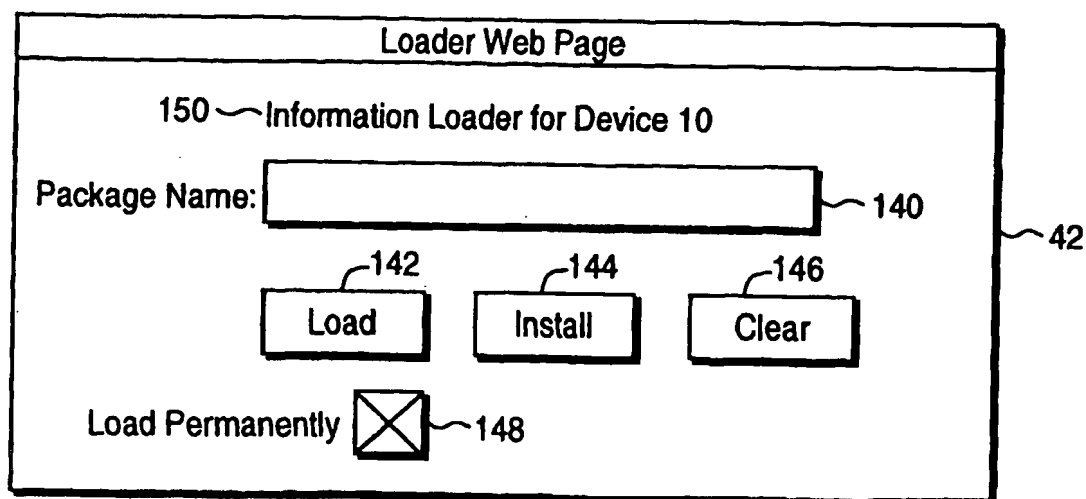 Loader Web Page
150 Information Loader for Device 10
Package Name: 140
42
142 144 146
Load Install Clear
Load Permanently 148